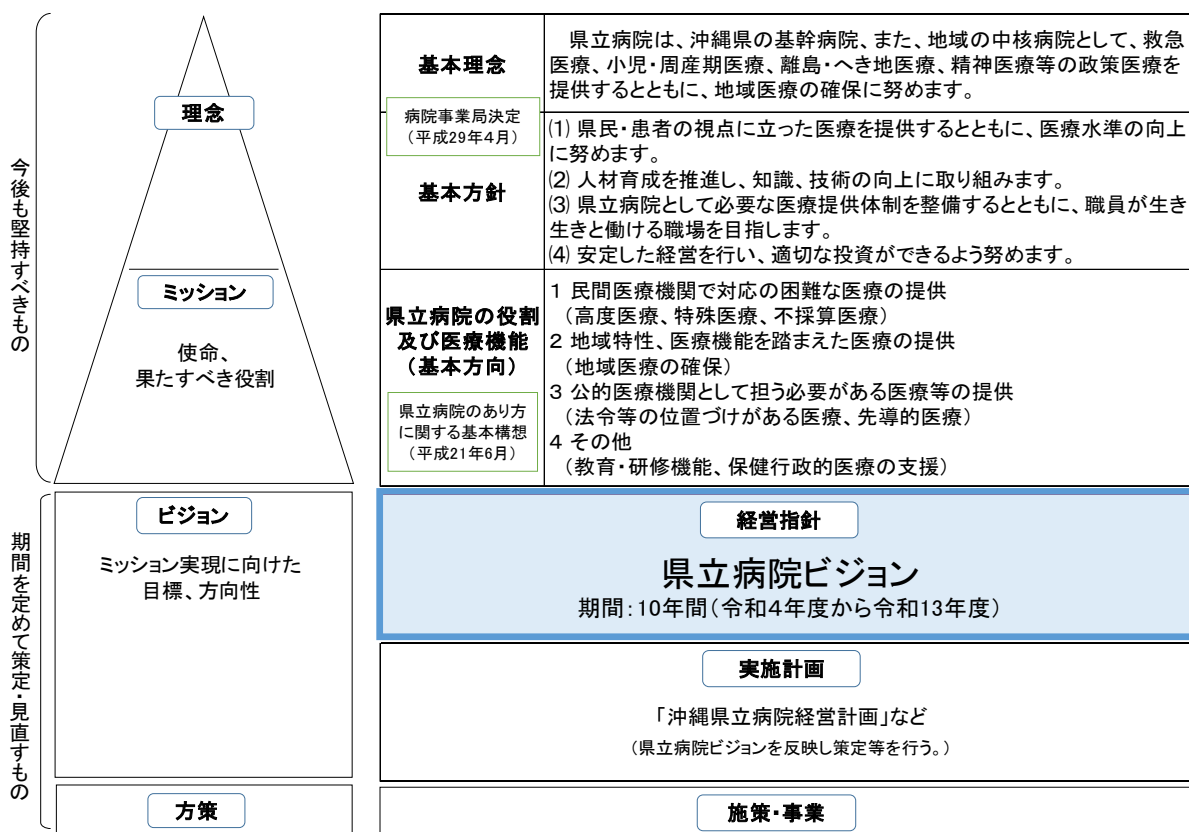 今後も堅持すべきもの
理念
ミッション
使命、
果たすべき役割
基本理念
県立病院は、沖縄県の基幹病院、また、地域の中核病院として、救急
医療、小児・周産期医療、離島・へき地医療、精神医療等の政策医療を
提供するとともに、地域医療の確保に努めます。
病院事業局決定
(平成29年4月)
基本方針
⑴ 県民・患者の視点に立った医療を提供するとともに、医療水準の向上
に努めます。
⑵ 人材育成を推進し、知識、技術の向上に取り組みます。
⑶ 県立病院として必要な医療提供体制を整備するとともに、職員が生き
生きと働ける職場を目指します。
⑷ 安定した経営を行い、適切な投資ができるよう努めます。
県立病院の役割
及び医療機能
(基本方向)
県立病院のあり方
に関する基本構想
(平成21年6月)
1 民間医療機関で対応の困難な医療の提供
(高度医療、特殊医療、不採算医療)
2 地域特性、医療機能を踏まえた医療の提供
(地域医療の確保)
3 公的医療機関として担う必要がある医療等の提供
(法令等の位置づけがある医療、先導的医療)
4 その他
(教育・研修機能、保健行政的医療の支援)
期間を定めて策定・見直すもの
ビジョン
ミッション実現に向けた
目標、方向性
経営指針
県立病院ビジョン
期間:10年間(令和4年度から令和13年度)
実施計画
「沖縄県立病院経営計画」など
(県立病院ビジョンを反映し策定等を行う。)
方策
施策・事業